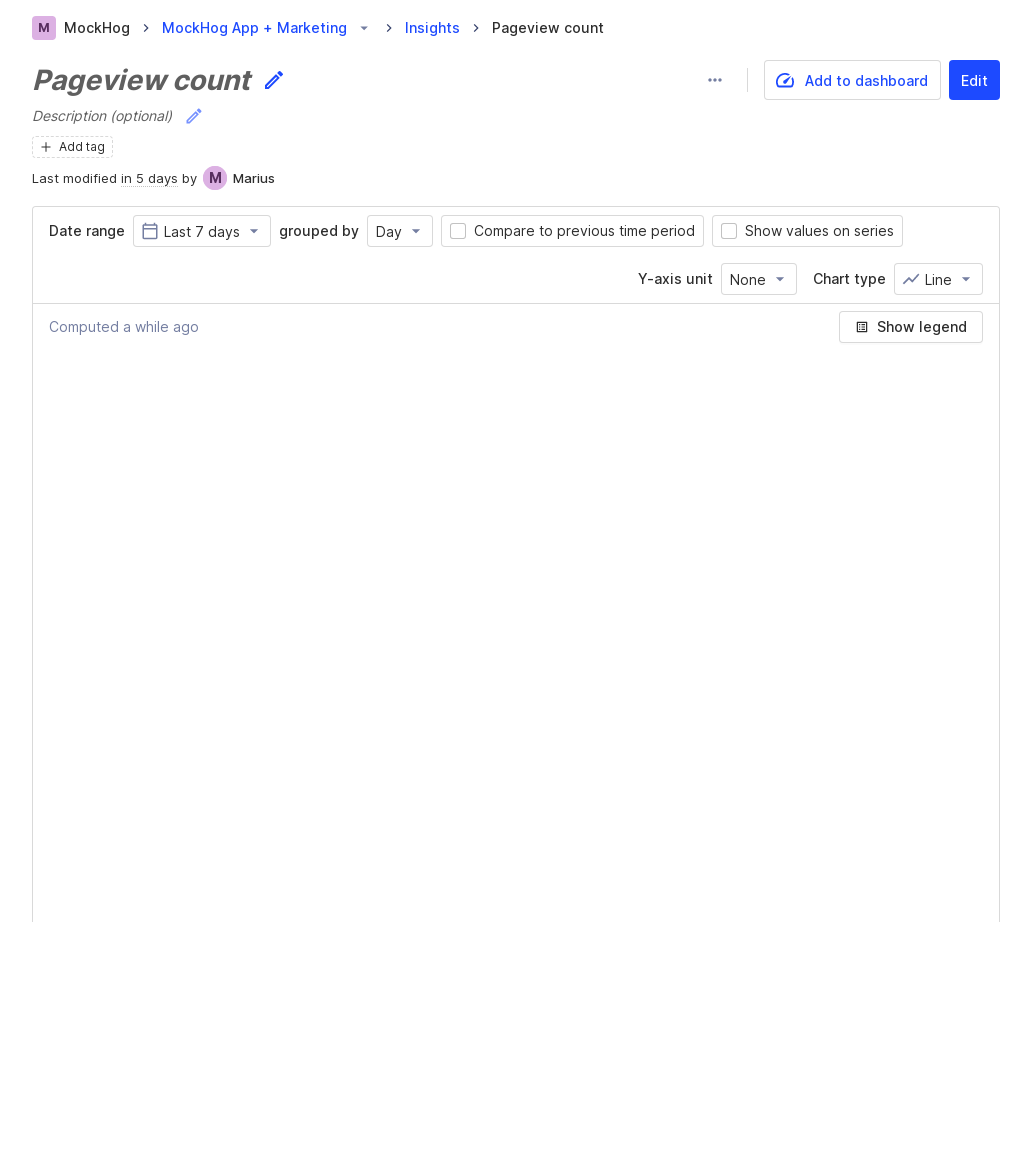 M MockHog MockHog App + Marketing Insights Pageview count
Pageview count
Add to dashboard Edit
Description (optional)
Add tag
Last modified in 5 days by M Marius
Date range Last 7 days grouped by Day Compare to previous time period Show values on series
Y-axis unit None Chart type Line
Computed a while ago Show legend